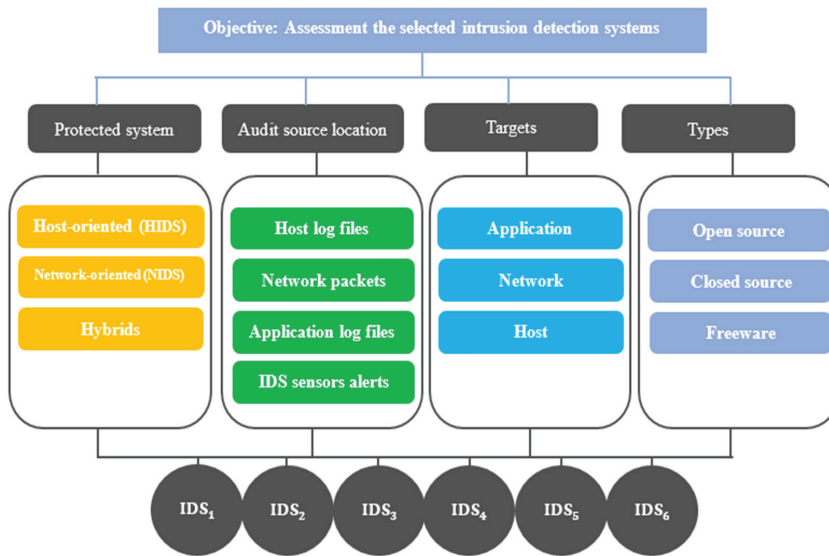 Objective: Assessment the selected intrusion detection systems
Protected system
Audit source location
Targets
Types
Host-oriented (HIDS)
Network-oriented (NIDS)
Hybrids
Host log files
Network packets
Application log files
IDS sensors alerts
Application
Network
Host
Open source
Closed source
Freeware
IDS₁
IDS₂
IDS₃
IDS₄
IDS₅
IDS₆